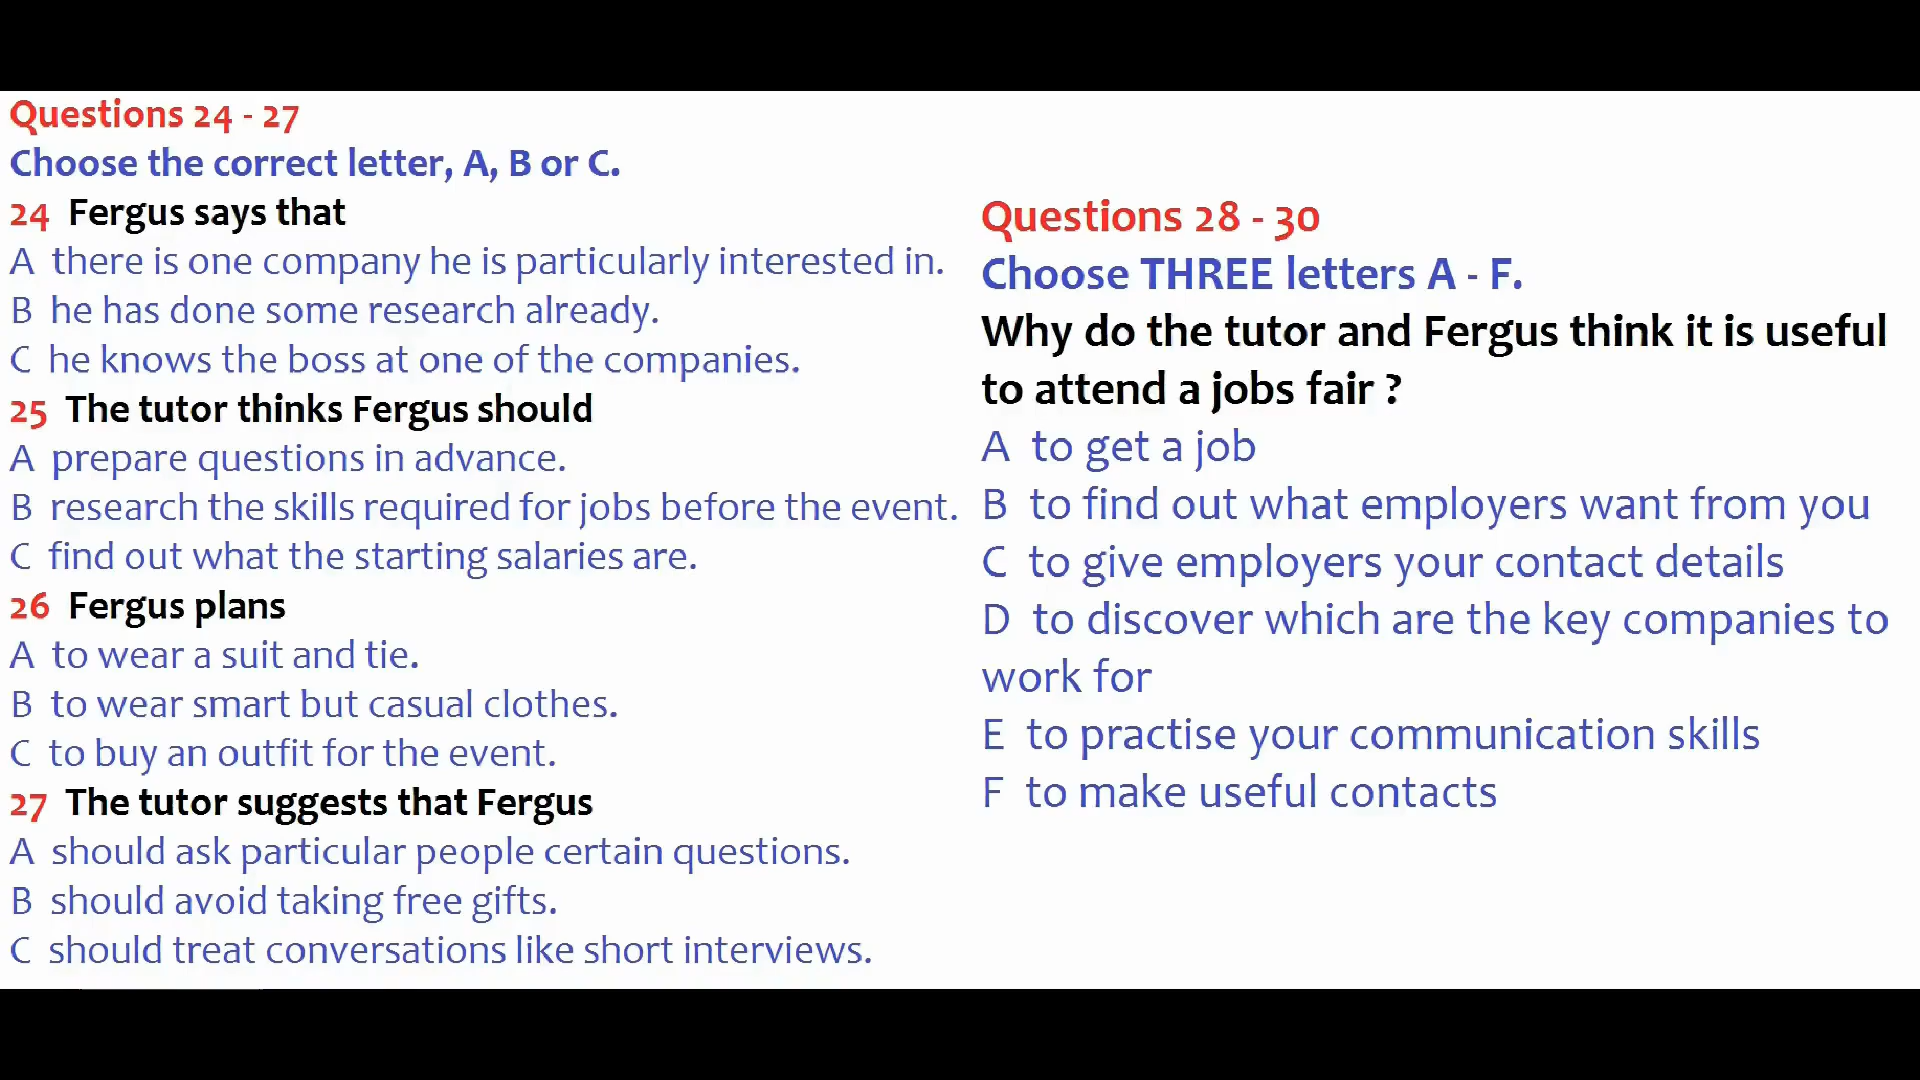 Questions 24 - 27
Choose the correct letter, A, B or C.
24 Fergus says that
A there is one company he is particularly interested in.
B he has done some research already.
C he knows the boss at one of the companies.
25 The tutor thinks Fergus should
A prepare questions in advance.
B research the skills required for jobs before the event.
C find out what the starting salaries are.
26 Fergus plans
A to wear a suit and tie.
B to wear smart but casual clothes.
C to buy an outfit for the event.
27 The tutor suggests that Fergus
A should ask particular people certain questions.
B should avoid taking free gifts.
C should treat conversations like short interviews.
Questions 28 - 30
Choose THREE letters A - F.
Why do the tutor and Fergus think it is useful
to attend a jobs fair ?
A to get a job
B to find out what employers want from you
C to give employers your contact details
D to discover which are the key companies to
work for
E to practise your communication skills
F to make useful contacts